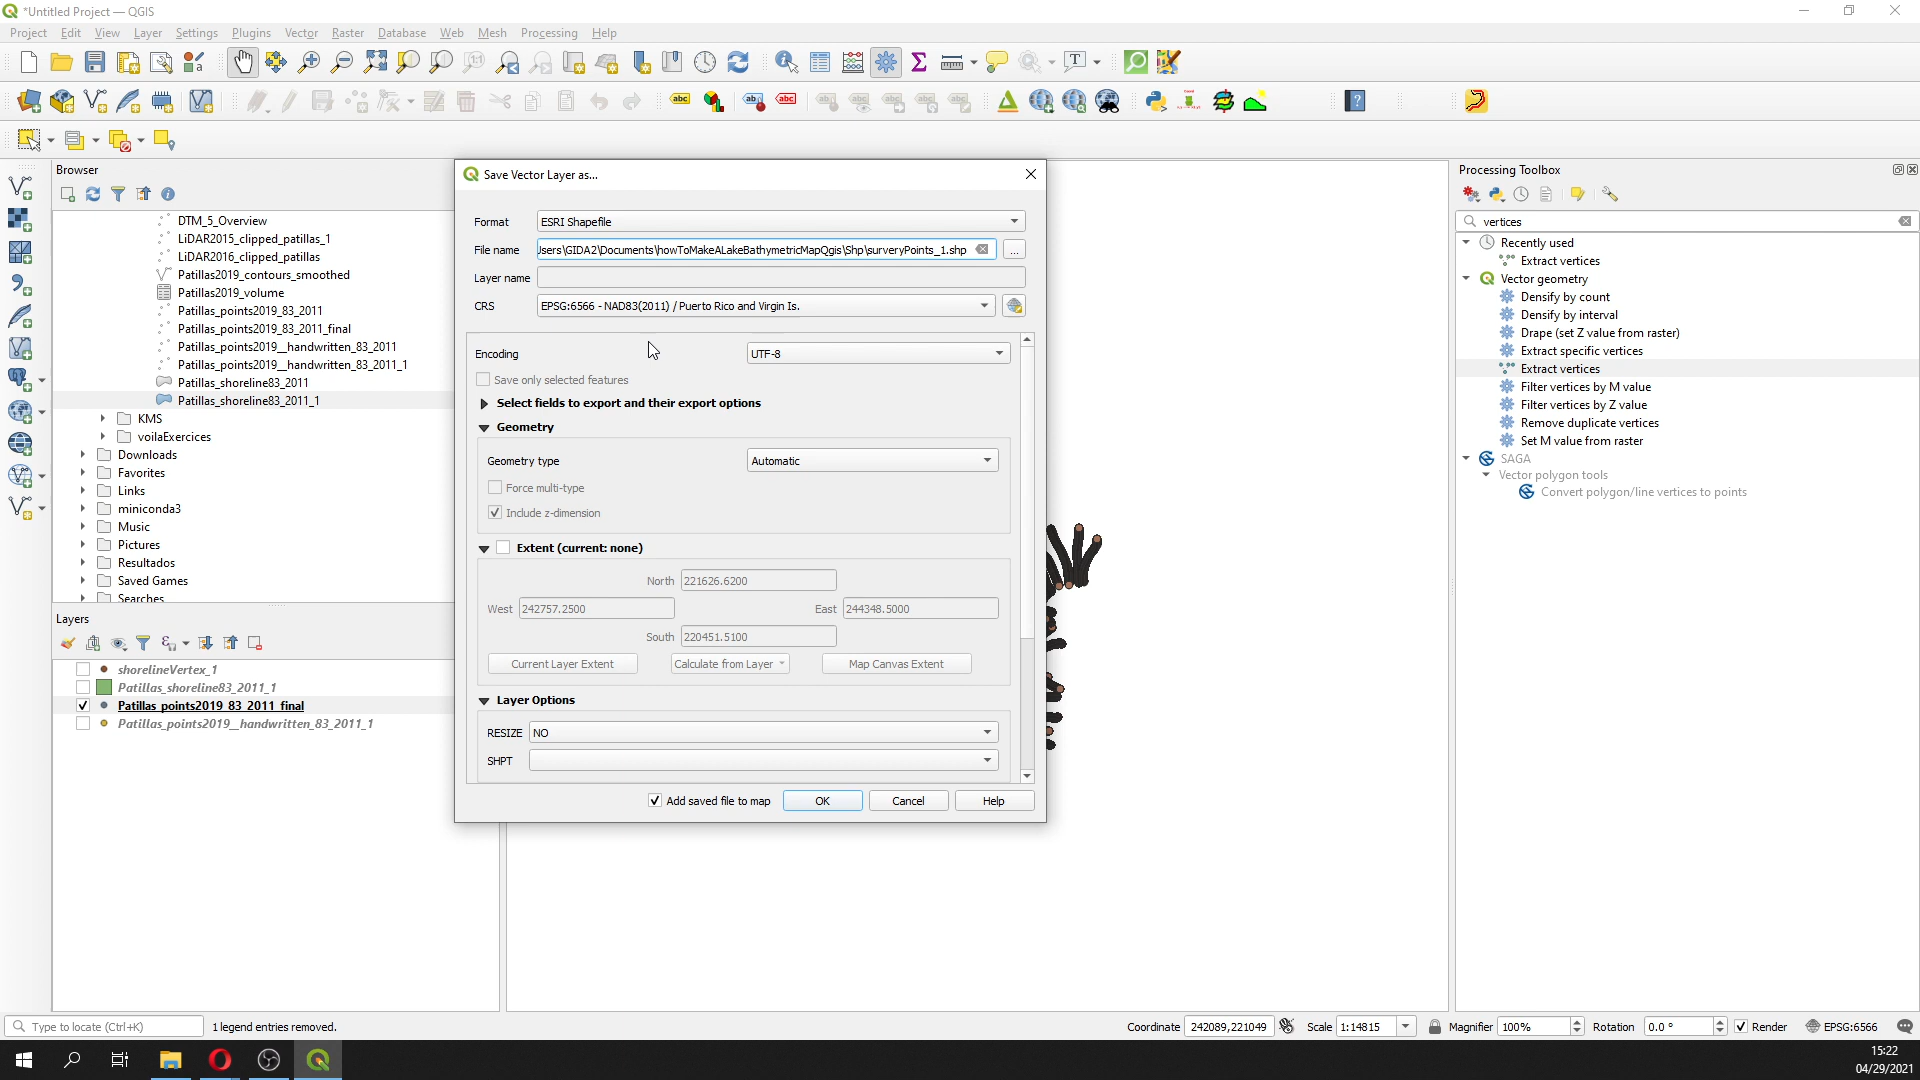 *Untitled Project — QGIS
Project Edit View Layer Settings Plugins Vector Raster Database Web Mesh Processing Help
Browser
DTM_5_Overview
LiDAR2015_clipped_patillas_1
LiDAR2016_clipped_patillas
Patillas2019_contours_smoothed
Patillas2019_volume
Patillas_points2019_83_2011
Patillas_points2019_83_2011_final
Patillas_points2019__handwritten_83_2011
Patillas_points2019__handwritten_83_2011_1
Patillas_shoreline83_2011
Patillas_shoreline83_2011_1
KMS
voilaExercices
Downloads
Favorites
Links
miniconda3
Music
Pictures
Resultados
Saved Games
Searches
Layers
shorelineVertex_1
Patillas_shoreline83_2011_1
Patillas_points2019_83_2011_final
Patillas_points2019__handwritten_83_2011_1
Save Vector Layer as...
Format ESRI Shapefile
File name Jsers\GIDA2\Documents\howToMakeALakeBathymetricMapQgis\Shp\surveryPoints_1.shp ...
Layer name
CRS EPSG:6566 - NAD83(2011) / Puerto Rico and Virgin Is.
Encoding UTF-8
Save only selected features
Select fields to export and their export options
Geometry
Geometry type Automatic
Force multi-type
Include z-dimension
Extent (current: none)
North 221626.6200
West 242757.2500 East 244348.5000
South 220451.5100
Current Layer Extent Calculate from Layer Map Canvas Extent
Layer Options
RESIZE NO
SHPT
Add saved file to map OK Cancel Help
Processing Toolbox
vertices
Recently used
Extract vertices
Vector geometry
Densify by count
Densify by interval
Drape (set Z value from raster)
Extract specific vertices
Extract vertices
Filter vertices by M value
Filter vertices by Z value
Remove duplicate vertices
Set M value from raster
SAGA
Vector polygon tools
Convert polygon/line vertices to points
Type to locate (Ctrl+K) 1 legend entries removed. Coordinate 242089,221049 Scale 1:14815 Magnifier 100% Rotation 0.0 ° Render EPSG:6566
15:22
04/29/2021